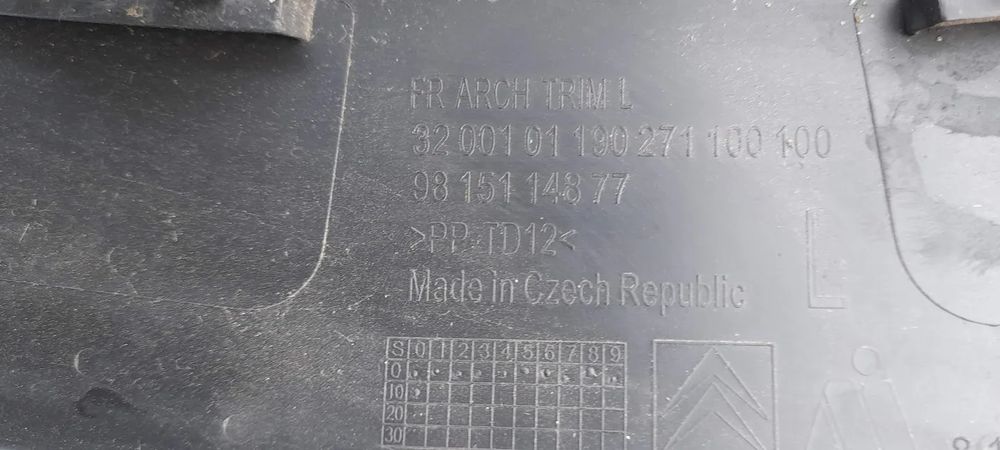 FR ARCH TRIM L
32 001 01 190 271 100 100
98 151 148 77
>PP-TD12<
L
Made in Czech Republic
S 0 1 2 3 4 5 6 7 8 9
0
10
20
30